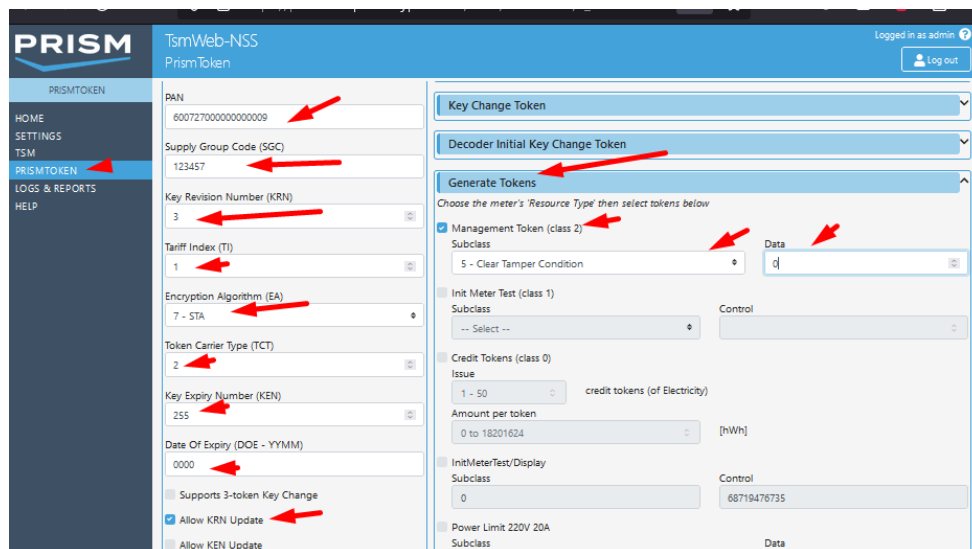 PRISM
TsmWeb-NSS
PrismToken
Logged in as admin
Log out
PRISMTOKEN
HOME
SETTINGS
TSM
PRISMTOKEN
LOGS & REPORTS
HELP
PAN
600727000000000009
Supply Group Code (SGC)
123457
Key Revision Number (KRN)
3
Tariff Index (TI)
1
Encryption Algorithm (EA)
7 - STA
Token Carrier Type (TCT)
2
Key Expiry Number (KEN)
255
Date Of Expiry (DOE - YYMM)
0000
Supports 3-token Key Change
Allow KRN Update
Allow KEN Update
Key Change Token
Decoder Initial Key Change Token
Generate Tokens
Choose the meter's 'Resource Type' then select tokens below
Management Token (class 2)
Subclass Data
5 - Clear Tamper Condition 0
Init Meter Test (class 1)
Subclass Control
-- Select --
Credit Tokens (class 0)
Issue
1 - 50 credit tokens (of Electricity)
Amount per token
0 to 18201624 [hWh]
InitMeterTest/Display
Subclass Control
0 68719476735
Power Limit 220V 20A
Subclass Data